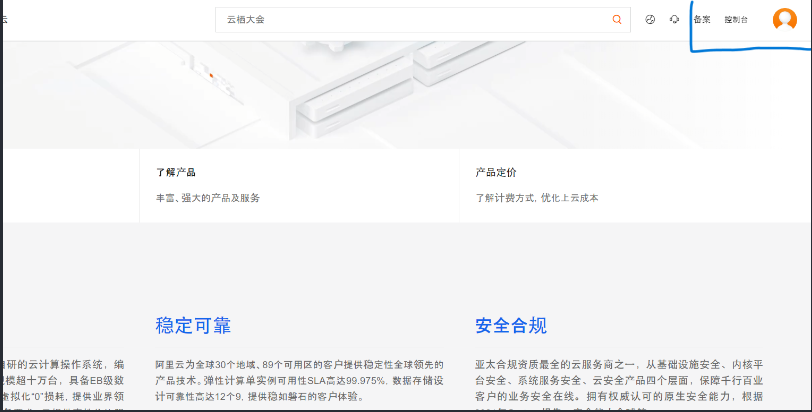 云
云栖大会
备案
控制台
了解产品
丰富、强大的产品及服务
产品定价
了解计费方式, 优化上云成本
稳定可靠
研的云计算操作系统，编
规模超十万台，具备EB级数
虚拟化“0”损耗, 提供业界领
阿里云为全球30个地域、89个可用区的客户提供稳定性全球领先的
产品技术, 弹性计算单实例可用性SLA高达99.975%, 数据存储设
计可靠性高达12个9, 提供稳如磐石的客户体验。
安全合规
亚太合规资质最全的云服务商之一，从基础设施安全、内核平
台安全、系统服务安全、云安全产品四个层面，保障千行百业
客户的业务安全在线。拥有权威认可的原生安全能力，根据